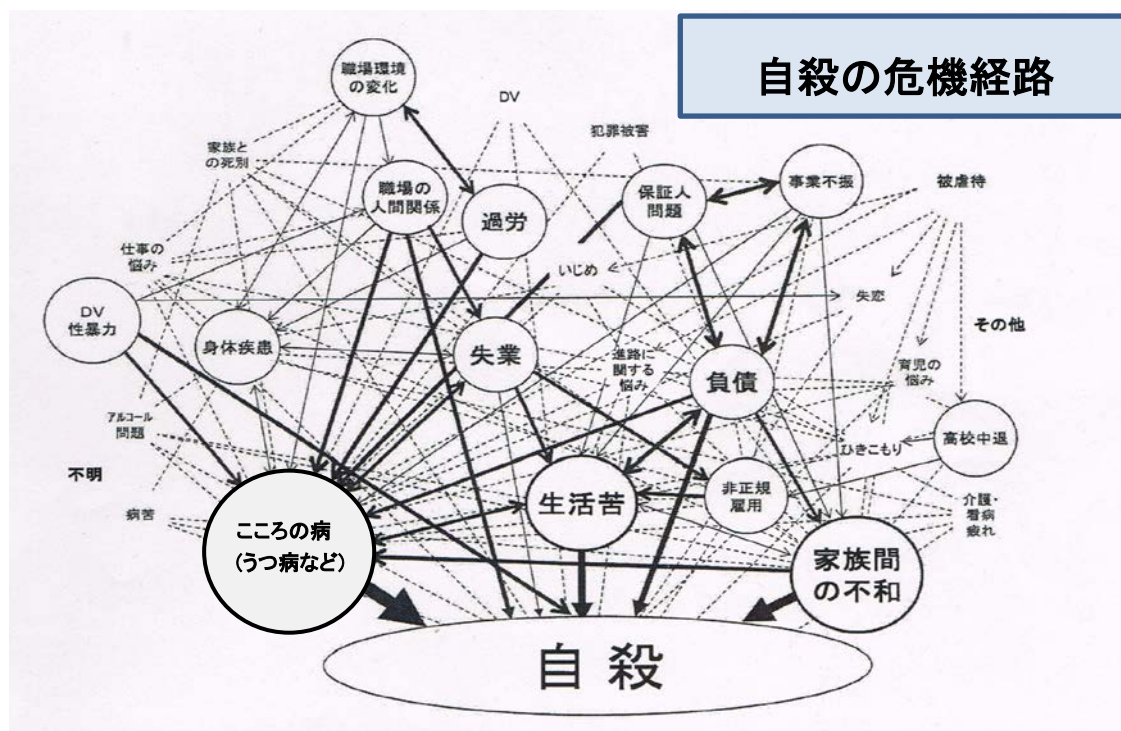 自殺の危機経路
職場環境
の変化
DV
犯罪被害
家族と
の死別
職場の
人間関係
過労
保証人
問題
事業不振
被虐待
仕事の
悩み
いじめ
失恋
DV
性暴力
その他
身体疾患
失業
進路に
関する
悩み
負債
育児の
悩み
アルコール
問題
高校中退
ひきこもり
不明
病苦
生活苦
非正規
雇用
介護・
看病
疲れ
こころの病
(うつ病など)
家族間
の不和
自殺